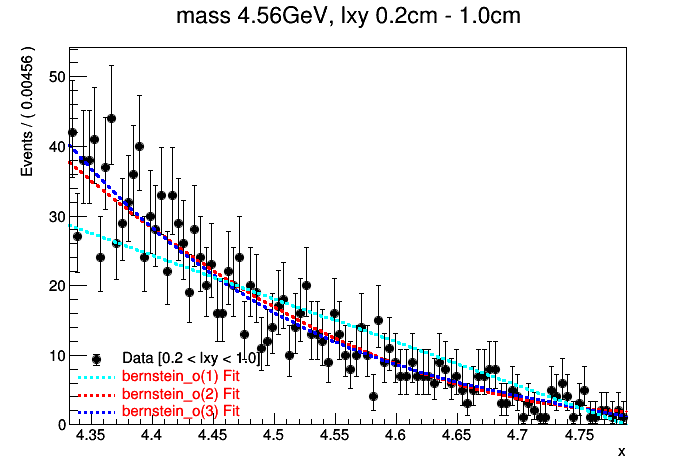 mass 4.56GeV, lxy 0.2cm - 1.0cm
Events / ( 0.00456 )
50
40
30
20
10
0
Data [0.2 < lxy < 1.0]
bernstein_o(1) Fit
bernstein_o(2) Fit
bernstein_o(3) Fit
4.35 4.4 4.45 4.5 4.55 4.6 4.65 4.7 4.75
x